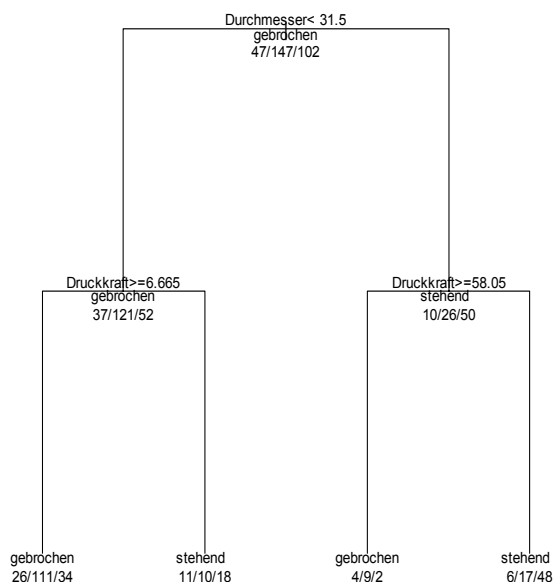 Durchmesser< 31.5
gebrochen
47/147/102
Druckkraft>=6.665
gebrochen
37/121/52
Druckkraft>=58.05
stehend
10/26/50
gebrochen
26/111/34
stehend
11/10/18
gebrochen
4/9/2
stehend
6/17/48